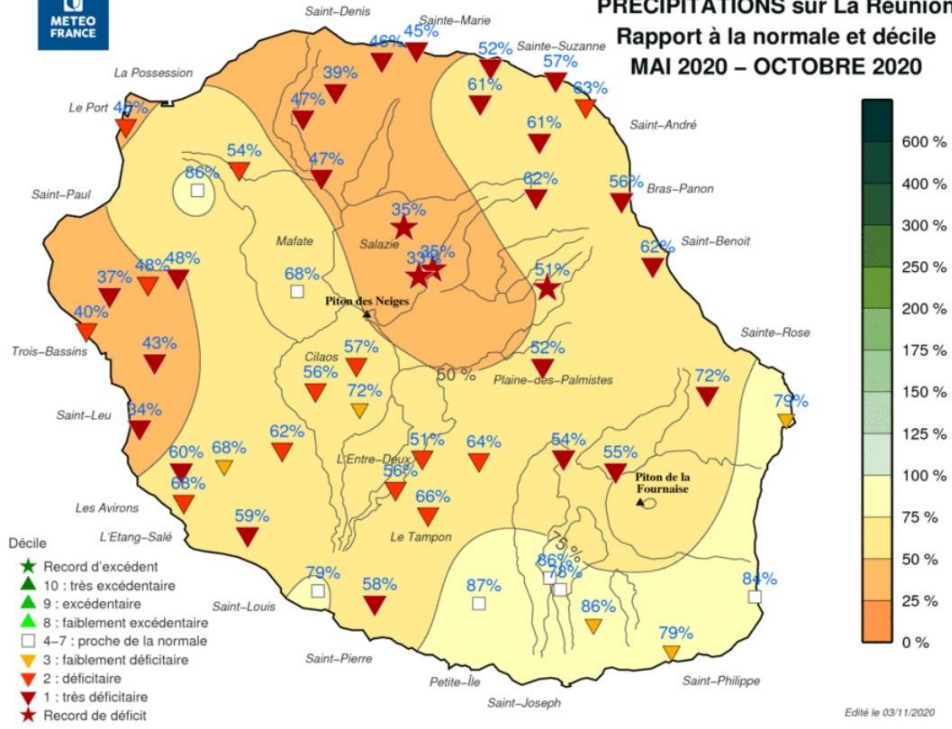 METEO
FRANCE
PRECIPITATIONS sur La Réunion
Rapport à la normale et décile
MAI 2020 – OCTOBRE 2020
Saint–Denis
Sainte–Marie
46%
45%
52%
Sainte–Suzanne
57%
La Possession
39%
61%
63%
Le Port
47%
Saint–André
61%
54%
47%
86%
62%
56%
Bras–Panon
Saint–Paul
35%
Mafate
Salazie
Saint–Benoit
62%
48%
48%
35%
33%
37%
68%
51%
Piton des Neiges
40%
Trois–Bassins
43%
Cilaos
57%
52%
Sainte–Rose
56%
50 %
Plaine–des–Palmistes
72%
72%
79%
Saint–Leu
34%
60%
68%
62%
L'Entre–Deux
51%
64%
54%
55%
56%
Piton de la
Fournaise
68%
66%
Les Avirons
L'Etang–Salé
59%
Le Tampon
75 %
86%
78%
79%
Saint–Louis
58%
87%
84%
86%
79%
Saint–Pierre
Petite–Île
Saint–Joseph
Saint–Philippe
600 %
400 %
300 %
250 %
200 %
175 %
150 %
125 %
100 %
75 %
50 %
25 %
0 %
Décile
Record d'excédent
10 : très excédentaire
9 : excédentaire
8 : faiblement excédentaire
4–7 : proche de la normale
3 : faiblement déficitaire
2 : déficitaire
1 : très déficitaire
Record de déficit
Edité le 03/11/2020